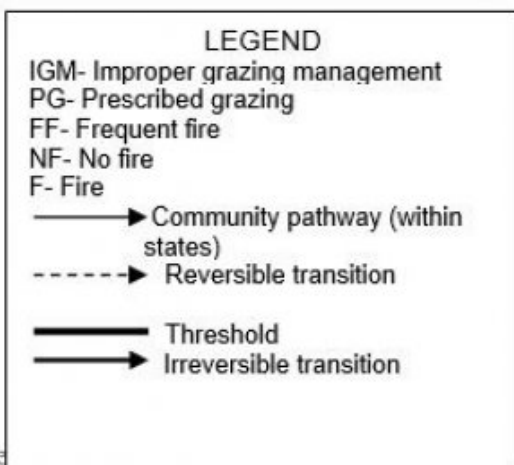 LEGEND
IGM- Improper grazing management
PG- Prescribed grazing
FF- Frequent fire
NF- No fire
F- Fire
Community pathway (within
states)
Reversible transition
Threshold
Irreversible transition